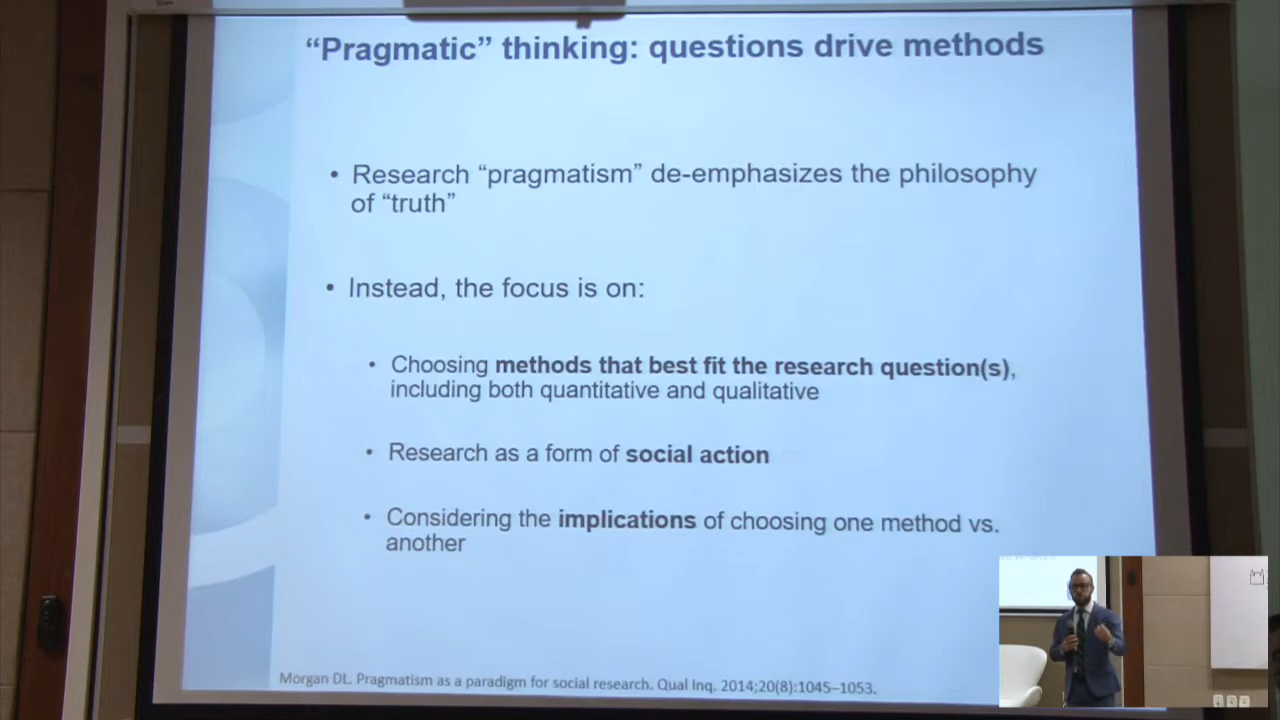 “Pragmatic” thinking: questions drive methods
• Research “pragmatism” de-emphasizes the philosophy
of “truth”
• Instead, the focus is on:
• Choosing methods that best fit the research question(s),
including both quantitative and qualitative
• Research as a form of social action
• Considering the implications of choosing one method vs.
another
Morgan DL. Pragmatism as a paradigm for social research. Qual Inq. 2014;20(8):1045–1053.